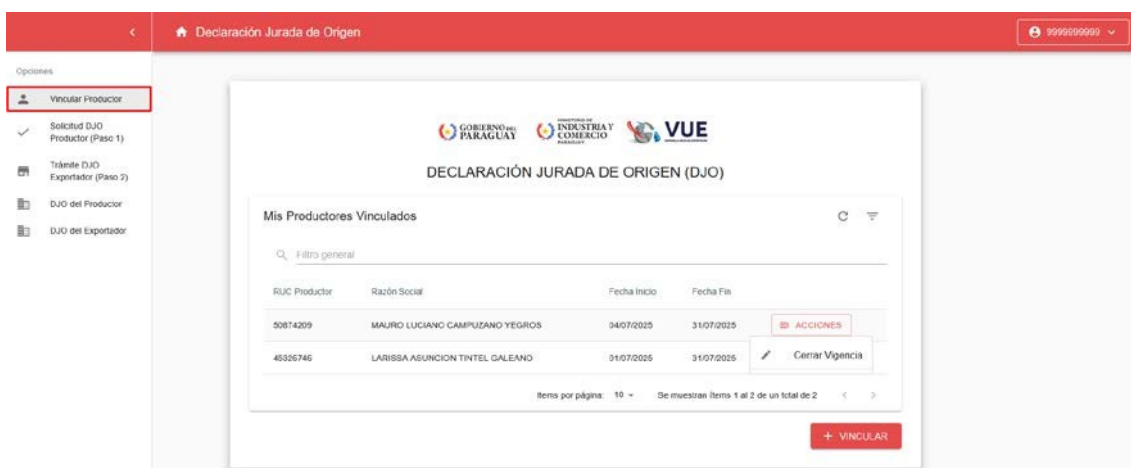 Declaración Jurada de Origen
9999999999
Opciones
Vincular Productor
Solicitud DJO
Productor (Paso 1)
Trámite DJO
Exportador (Paso 2)
DJO del Productor
DJO del Exportador
GOBIERNO DEL
PARAGUAY
MINISTERIO DE
INDUSTRIA Y
COMERCIO
PARAGUAY
VUE
DECLARACIÓN JURADA DE ORIGEN (DJO)
Mis Productores Vinculados
Filtro general
RUC Productor Razón Social Fecha Inicio Fecha Fin
50874209 MAURO LUCIANO CAMPUZANO YEGROS 04/07/2025 31/07/2025 ACCIONES
45326746 LARISSA ASUNCION TINTEL GALEANO 01/07/2025 31/07/2025 Cerrar Vigencia
Items por página: 10 Se muestran ítems 1 al 2 de un total de 2
+ VINCULAR